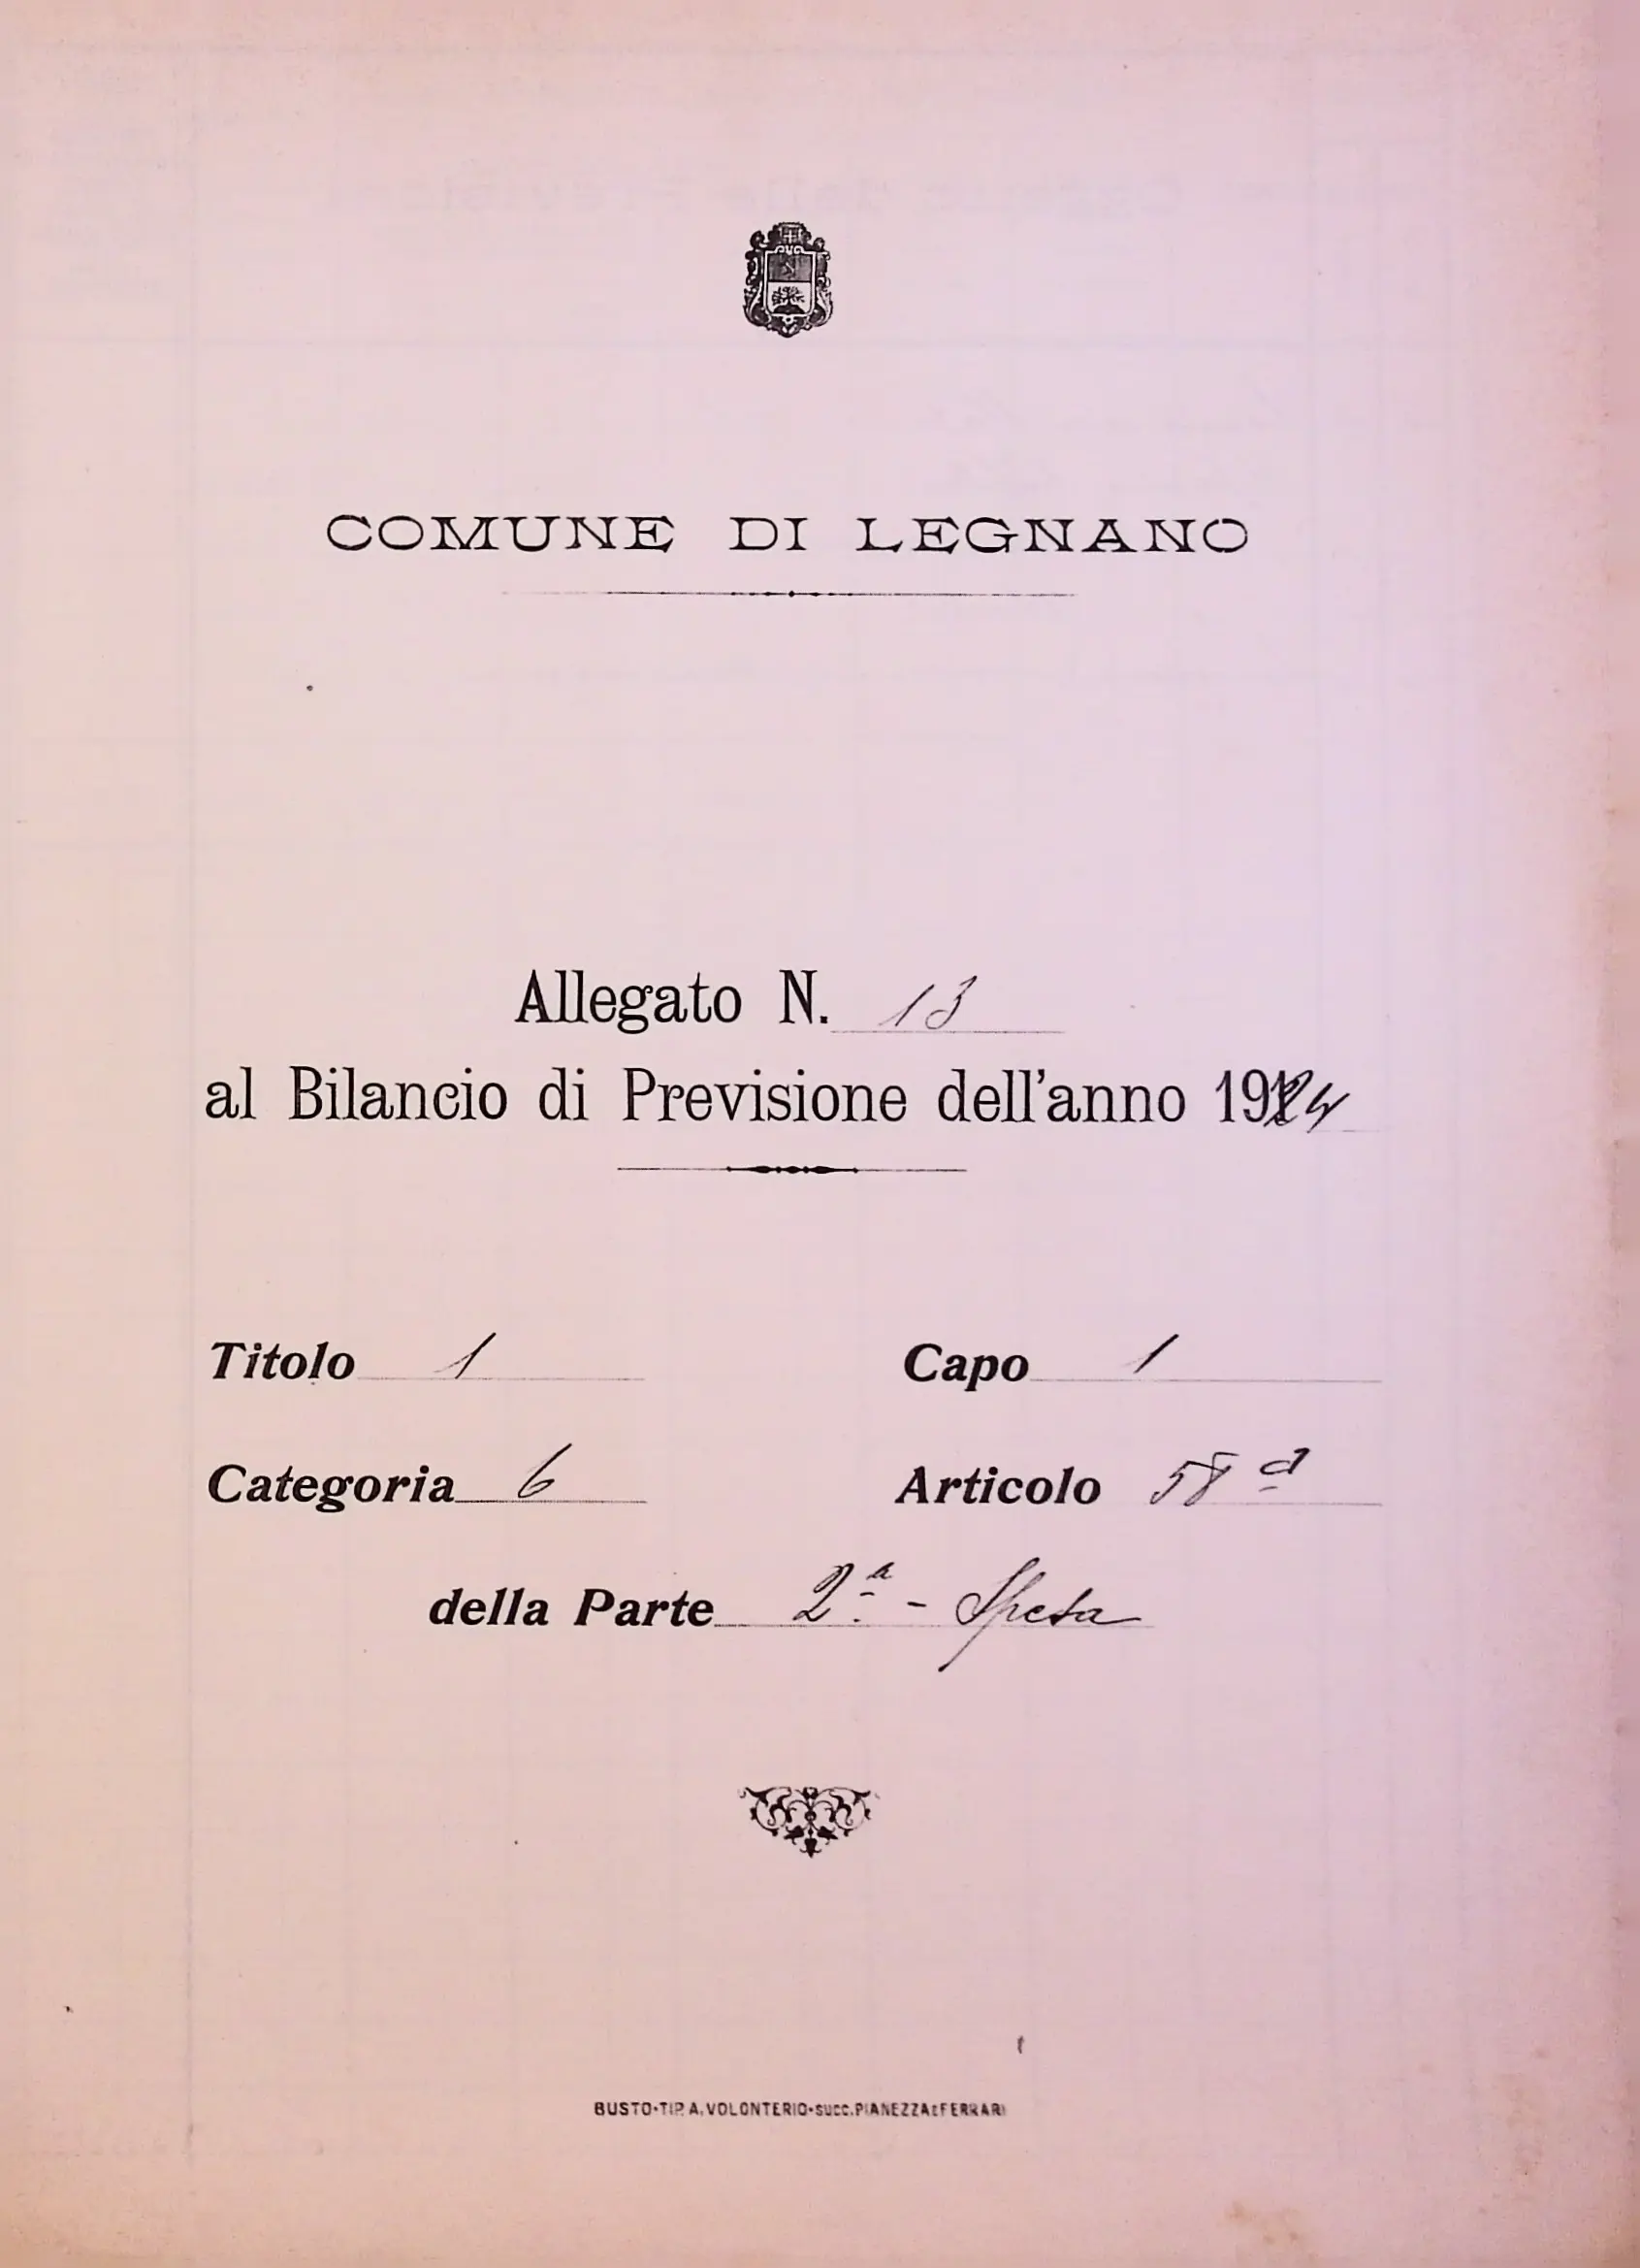 COMUNE DI LEGNANO
Allegato N. 13
al Bilancio di Previsione dell'anno 1924
Titolo 1 Capo 1
Categoria 6 Articolo 58 d
della Parte 2ª - Spesa
BUSTO·TIP. A. VOLONTERIO·SUCC. PIANEZZA E FERRARI